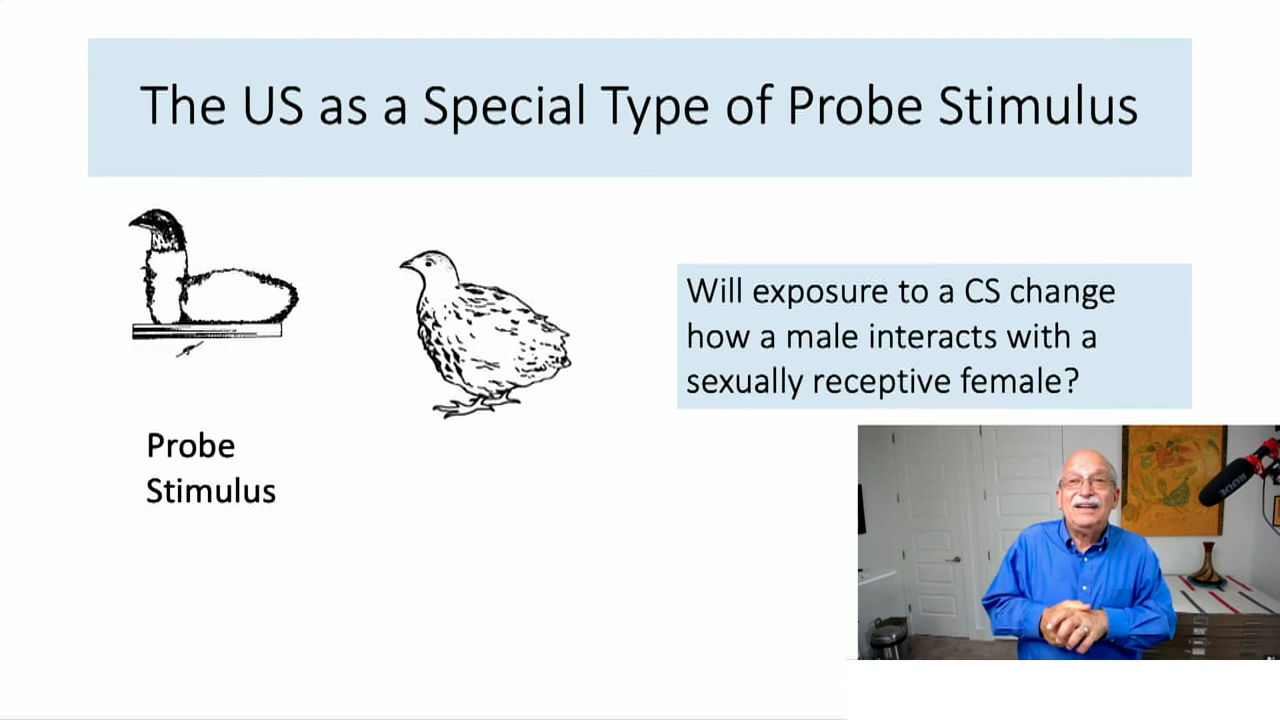 The US as a Special Type of Probe Stimulus
Will exposure to a CS change
how a male interacts with a
sexually receptive female?
Probe
Stimulus
RODE